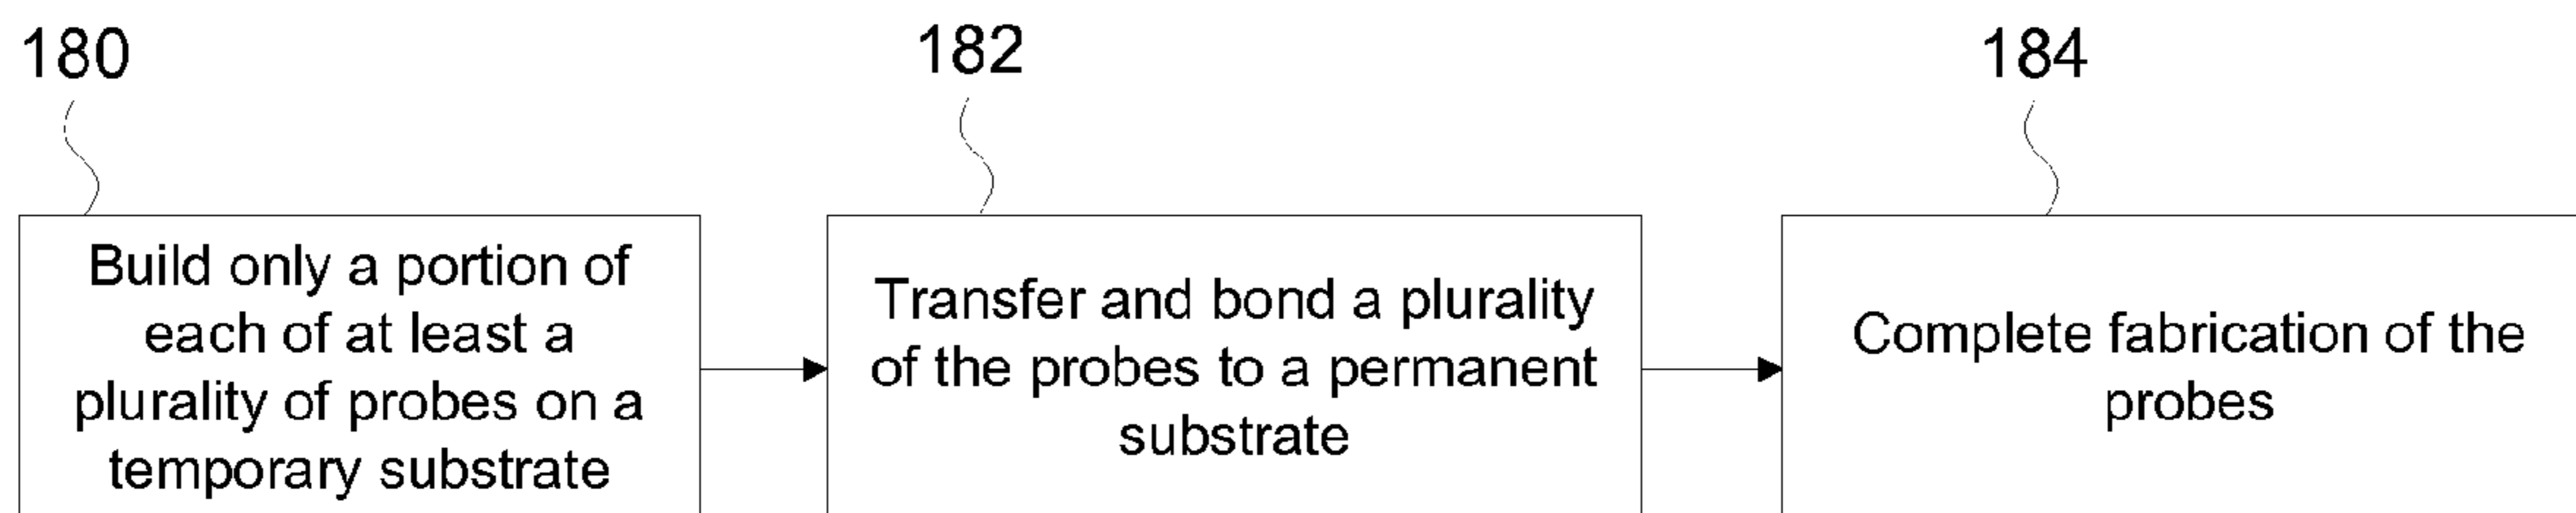 180
182
184
Build only a portion of
each of at least a
plurality of probes on a
temporary substrate
Transfer and bond a plurality
of the probes to a permanent
substrate
Complete fabrication of the
probes